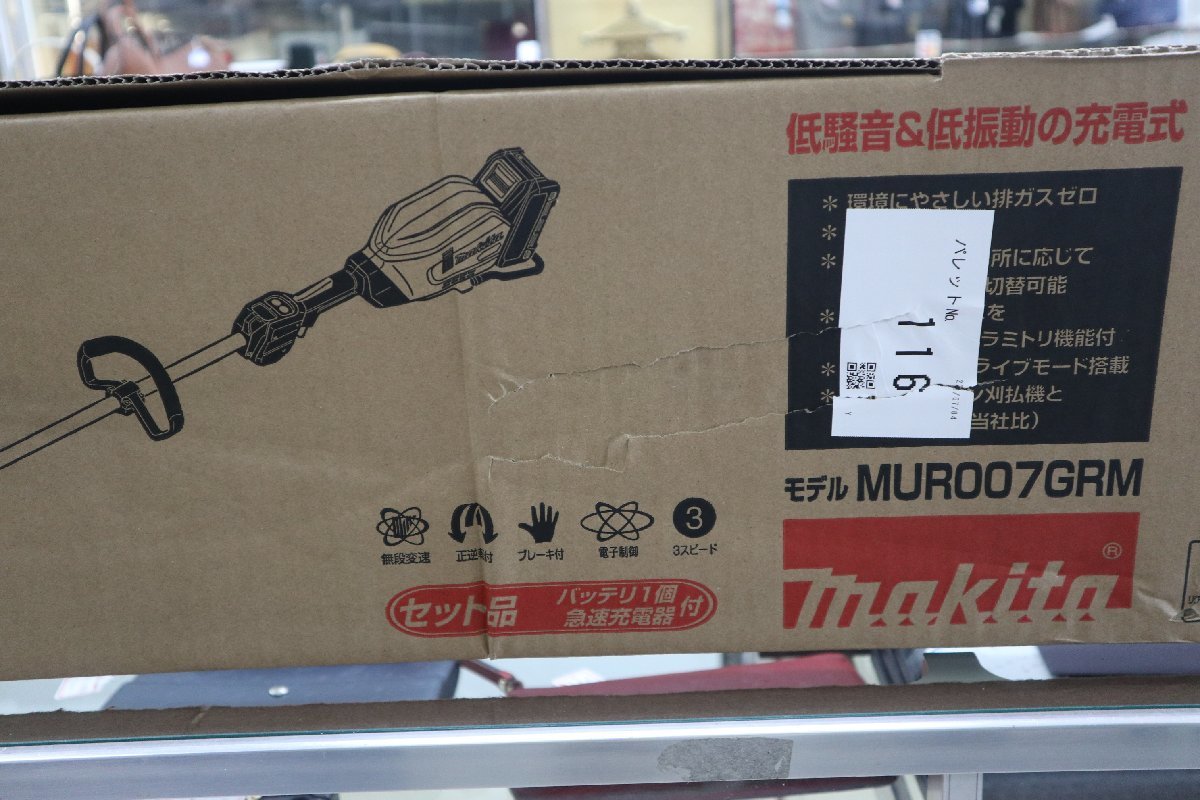 低騒音&低振動の充電式
* 環境にやさしい排ガスゼロ
*
* 所に応じて
切替可能
* を
ラミトリ機能付
* ライブモード搭載
* 刈払機と
当社比)
パレットNo.
116
Y
モデル MUR007GRM
makita®
makita
無段変速
正逆 付
ブレーキ付
電子制御
3
3スピード
セット品 バッテリ1個
急速充電器 付